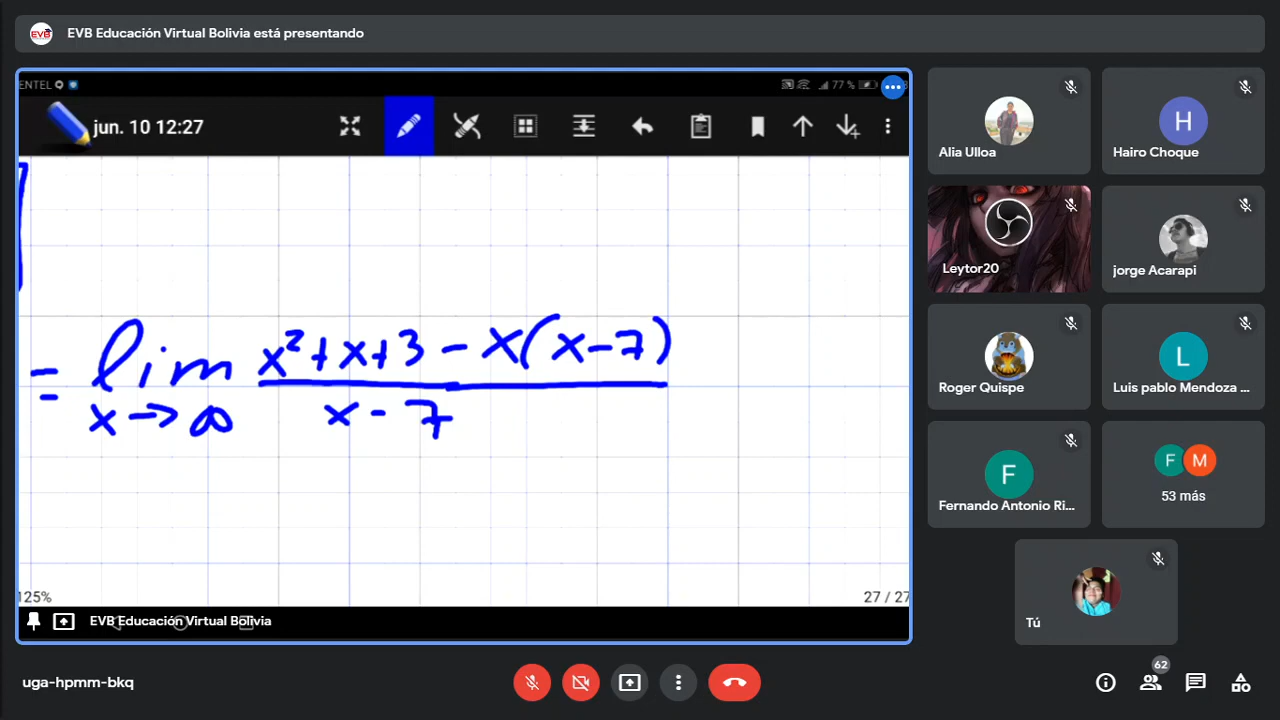 EVB Educación Virtual Bolivia está presentando
ENTEL
77 %
jun. 10 12:27
= lim x²+x+3 - x(x-7)
x→∞ x-7
125%
27 / 27
EVB Educación Virtual Bolivia
Alia Ulloa
H
Hairo Choque
Leytor20
jorge Acarapi
Roger Quispe
L
Luis pablo Mendoza ...
F
Fernando Antonio Ri...
F M
53 más
Tú
uga-hpmm-bkq
62